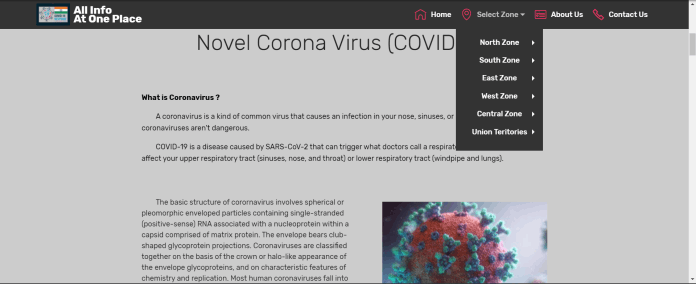 All Info
At One Place
Home
Select Zone
About Us
Contact Us
North Zone
South Zone
East Zone
West Zone
Central Zone
Union Teritories
Novel Corona Virus (COVID
What is Coronavirus ?
A coronavirus is a kind of common virus that causes an infection in your nose, sinuses, or
coronaviruses aren't dangerous.
COVID-19 is a disease caused by SARS-CoV-2 that can trigger what doctors call a respirat
affect your upper respiratory tract (sinuses, nose, and throat) or lower respiratory tract (windpipe and lungs).
The basic structure of corornavirus involves spherical or
pleomorphic enveloped particles containing single-stranded
(positive-sense) RNA associated with a nucleoprotein within a
capsid comprised of matrix protein. The envelope bears club-
shaped glycoprotein projections. Coronaviruses are classified
together on the basis of the crown or halo-like appearance of
the envelope glycoproteins, and on characteristic features of
chemistry and replication. Most human coronaviruses fall into